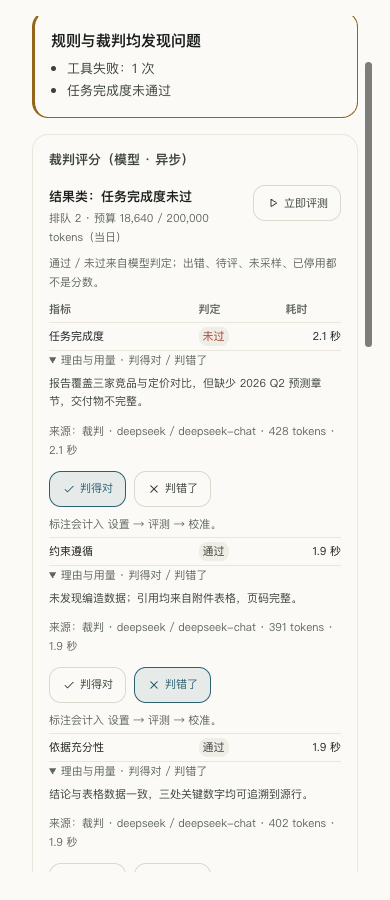 规则与裁判均发现问题
工具失败：1 次
任务完成度未通过
裁判评分（模型 · 异步）
结果类：任务完成度未过
立即评测
排队 2 · 预算 18,640 / 200,000
tokens（当日）
通过 / 未过来自模型判定；出错、待评、未采样、已停用都
不是分数。
指标 判定 耗时
任务完成度 未过 2.1 秒
▼ 理由与用量 · 判得对 / 判错了
报告覆盖三家竞品与定价对比，但缺少 2026 Q2 预测章
节，交付物不完整。
来源：裁判 · deepseek / deepseek-chat · 428 tokens ·
2.1 秒
✓ 判得对 ✕ 判错了
标注会计入 设置 → 评测 → 校准。
约束遵循 通过 1.9 秒
▼ 理由与用量 · 判得对 / 判错了
未发现编造数据；引用均来自附件表格，页码完整。
来源：裁判 · deepseek / deepseek-chat · 391 tokens ·
1.9 秒
✓ 判得对 ✕ 判错了
标注会计入 设置 → 评测 → 校准。
依据充分性 通过 1.9 秒
▼ 理由与用量 · 判得对 / 判错了
结论与表格数据一致，三处关键数字均可追溯到源行。
来源：裁判 · deepseek / deepseek-chat · 402 tokens ·
1.9 秒